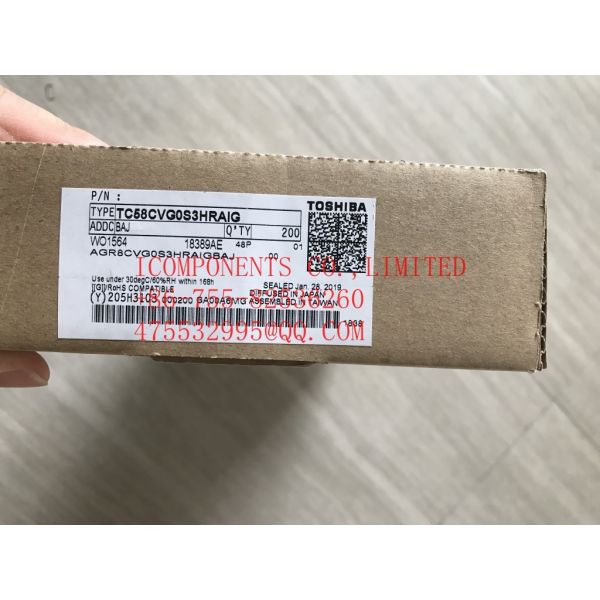 P/N :
TOSHIBA
TYPE TC58CVG0S3HRAIG
ADDC BAJ Q'TY 200
WO1564 18389AE 48P 01
AGR8CVG0S3HRAIGBAJ 00
ICOMPONENTS CO., LIMITED
Use under 30degC/60%RH within 168h SEALED Jan. 28, 2019
[[G]]/RoHS COMPATIBLE DIFFUSED IN JAPAN
(Y) 205H3103 ASSEMBLED IN TAIWAN
475532995@QQ.COM
1838